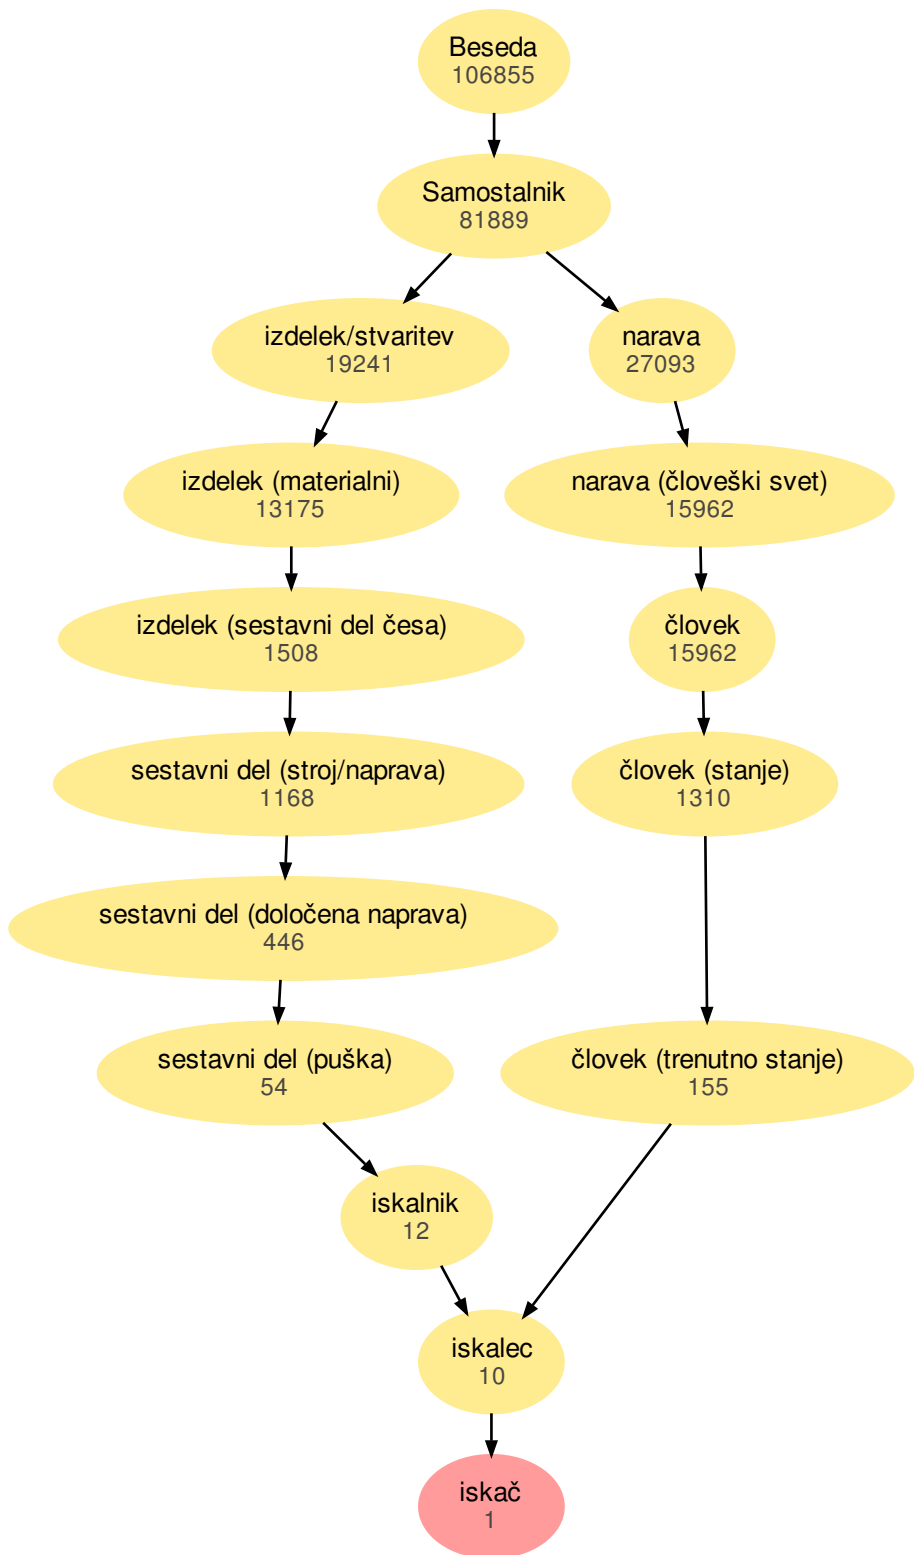 Beseda
106855
Samostalnik
81889
izdelek/stvaritev
19241
narava
27093
izdelek (materialni)
13175
narava (človeški svet)
15962
izdelek (sestavni del česa)
1508
človek
15962
sestavni del (stroj/naprava)
1168
človek (stanje)
1310
sestavni del (določena naprava)
446
sestavni del (puška)
54
človek (trenutno stanje)
155
iskalnik
12
iskalec
10
iskač
1